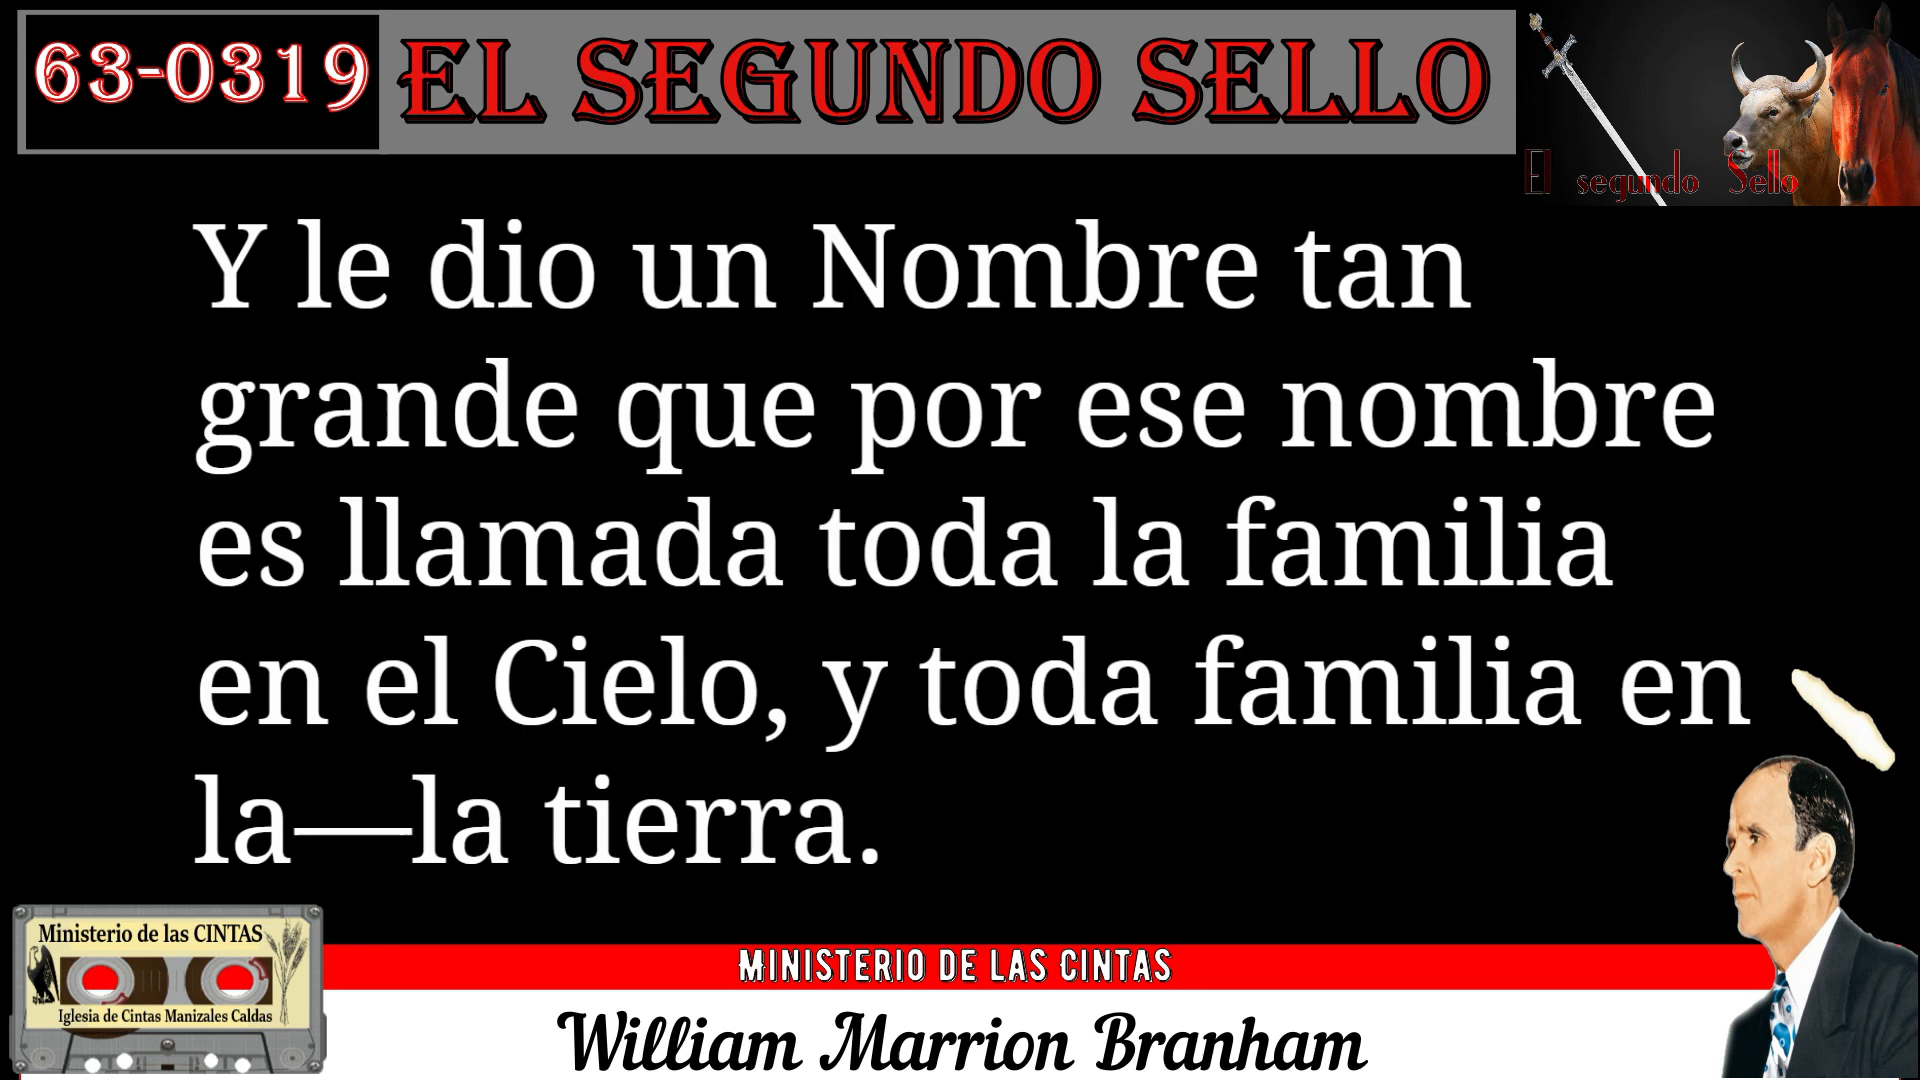 63-0319
EL SEGUNDO SELLO
El segundo Sello
Y le dio un Nombre tan
grande que por ese nombre
es llamada toda la familia
en el Cielo, y toda familia en
la—la tierra.
Ministerio de las CINTAS
Iglesia de Cintas Manizales Caldas
MINISTERIO DE LAS CINTAS
William Marrion Branham